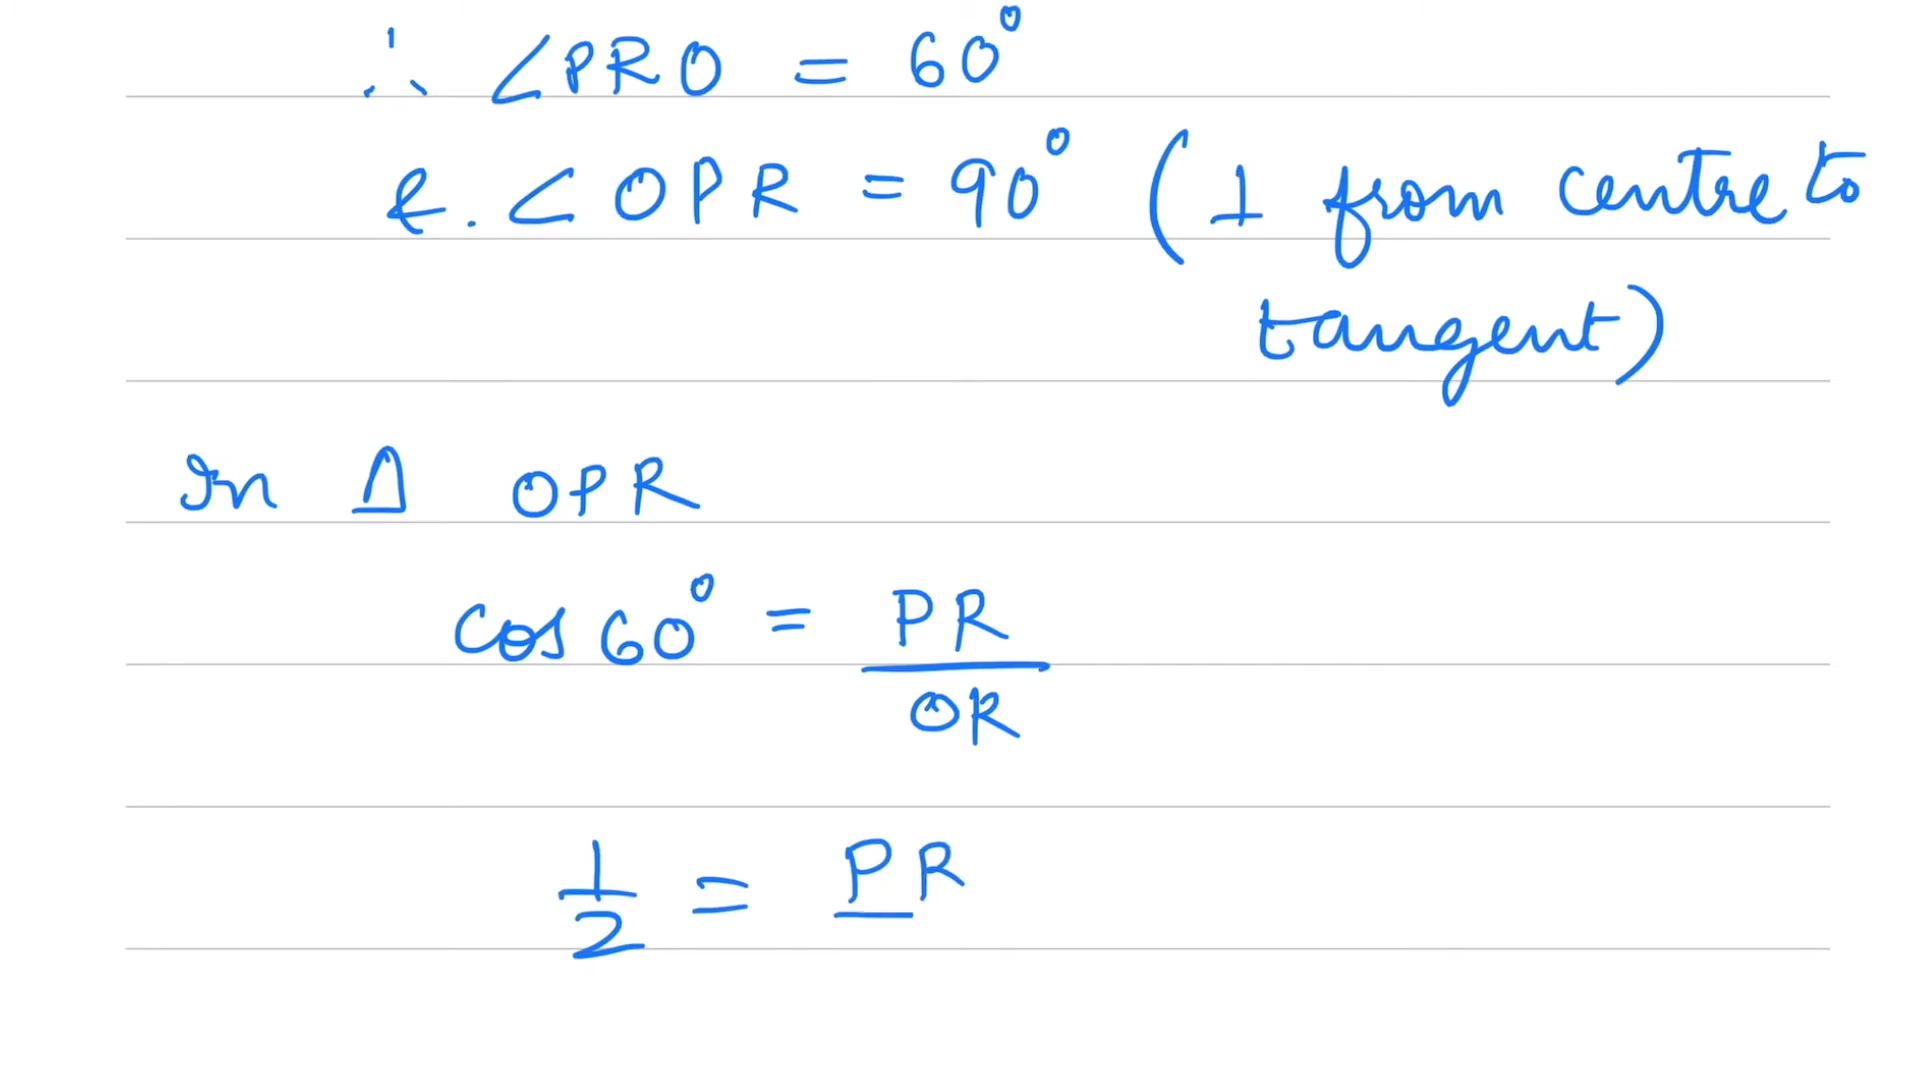 ∴ ∠PRO = 60°
&. ∠OPR = 90° (⊥ from centre to
tangent)
In Δ OPR
cos 60° = PR/OR
1/2 = PR